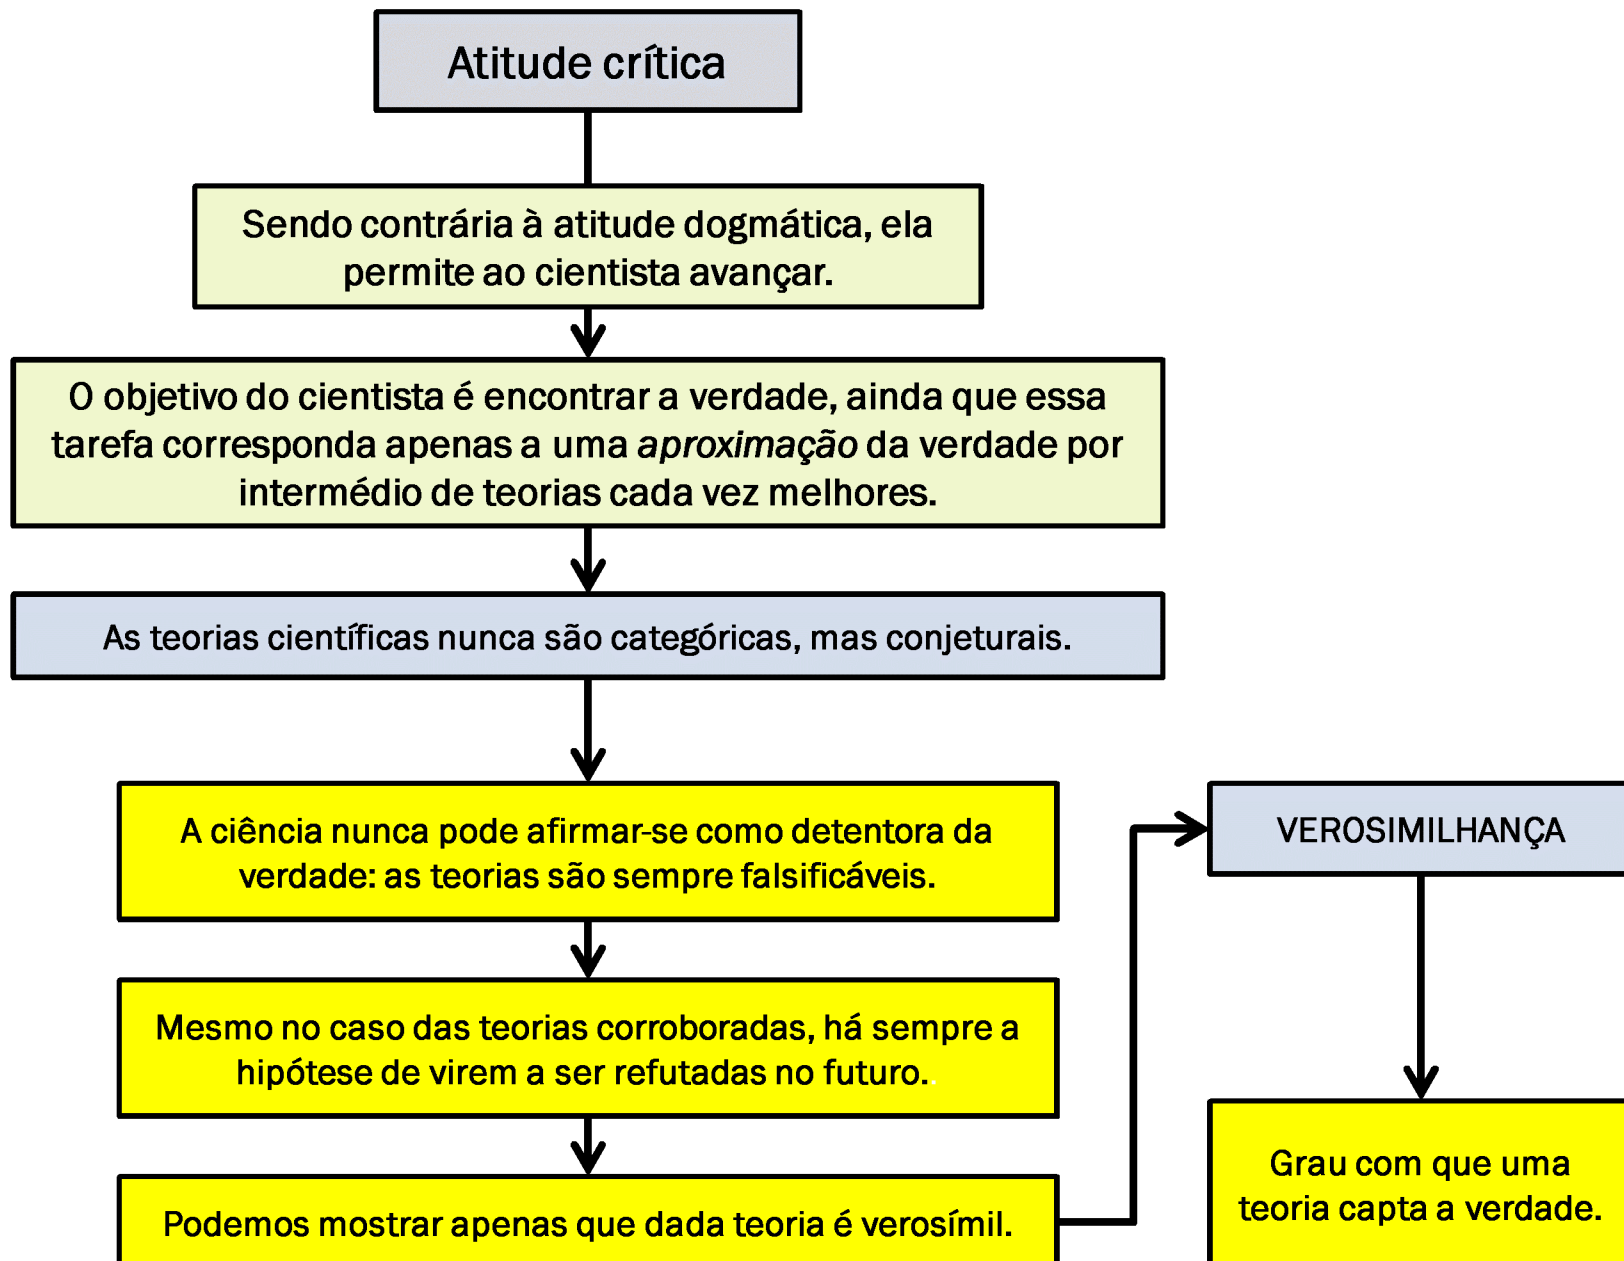 Atitude crítica
Sendo contrária à atitude dogmática, ela
permite ao cientista avançar.
O objetivo do cientista é encontrar a verdade, ainda que essa
tarefa corresponda apenas a uma aproximação da verdade por
intermédio de teorias cada vez melhores.
As teorias científicas nunca são categóricas, mas conjeturais.
A ciência nunca pode afirmar-se como detentora da
verdade: as teorias são sempre falsificáveis.
Mesmo no caso das teorias corroboradas, há sempre a
hipótese de virem a ser refutadas no futuro..
Podemos mostrar apenas que dada teoria é verosímil.
VEROSIMILHANÇA
Grau com que uma
teoria capta a verdade.